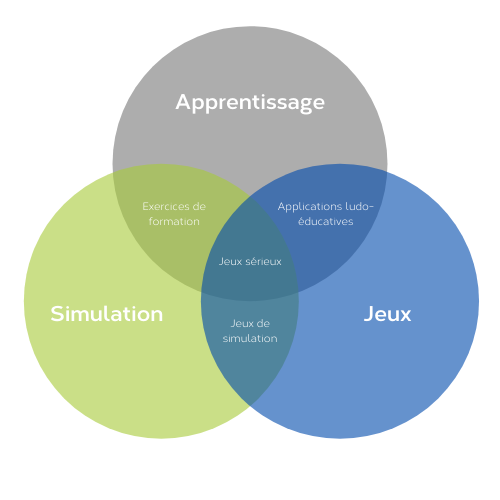 Apprentissage
Exercices de
formation
Applications ludo-
éducatives
Jeux sérieux
Simulation
Jeux de
simulation
Jeux